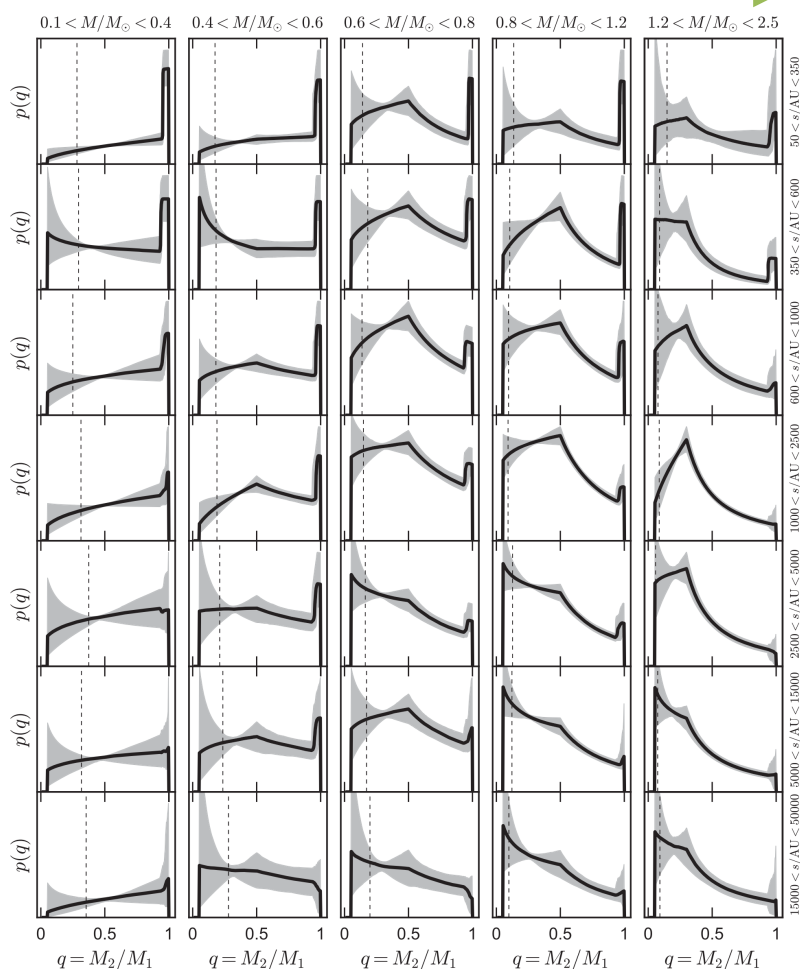 0.1 < M/M⊙ < 0.4 0.4 < M/M⊙ < 0.6 0.6 < M/M⊙ < 0.8 0.8 < M/M⊙ < 1.2 1.2 < M/M⊙ < 2.5
p(q) 50 < s/AU < 350
p(q) 350 < s/AU < 600
p(q) 600 < s/AU < 1000
p(q) 1000 < s/AU < 2500
p(q) 2500 < s/AU < 5000
p(q) 5000 < s/AU < 15000
p(q) 15000 < s/AU < 50000
0 0.5 1 0 0.5 1 0 0.5 1 0 0.5 1 0 0.5 1
q = M₂/M₁ q = M₂/M₁ q = M₂/M₁ q = M₂/M₁ q = M₂/M₁